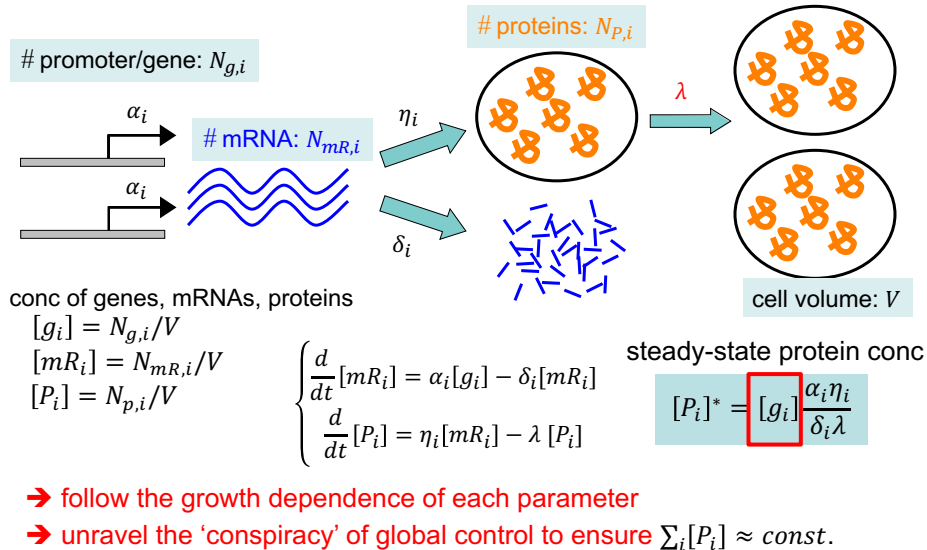 # promoter/gene: N_{g,i}
α_i
α_i
# mRNA: N_{mR,i}
η_i
δ_i
# proteins: N_{P,i}
λ
cell volume: V
conc of genes, mRNAs, proteins
[g_i] = N_{g,i}/V
[mR_i] = N_{mR,i}/V
[P_i] = N_{p,i}/V
d/dt [mR_i] = α_i[g_i] − δ_i[mR_i]
d/dt [P_i] = η_i[mR_i] − λ [P_i]
steady-state protein conc
[P_i]* = [g_i] α_iη_i/δ_iλ
➔ follow the growth dependence of each parameter
➔ unravel the ‘conspiracy’ of global control to ensure ∑_i[P_i] ≈ const.